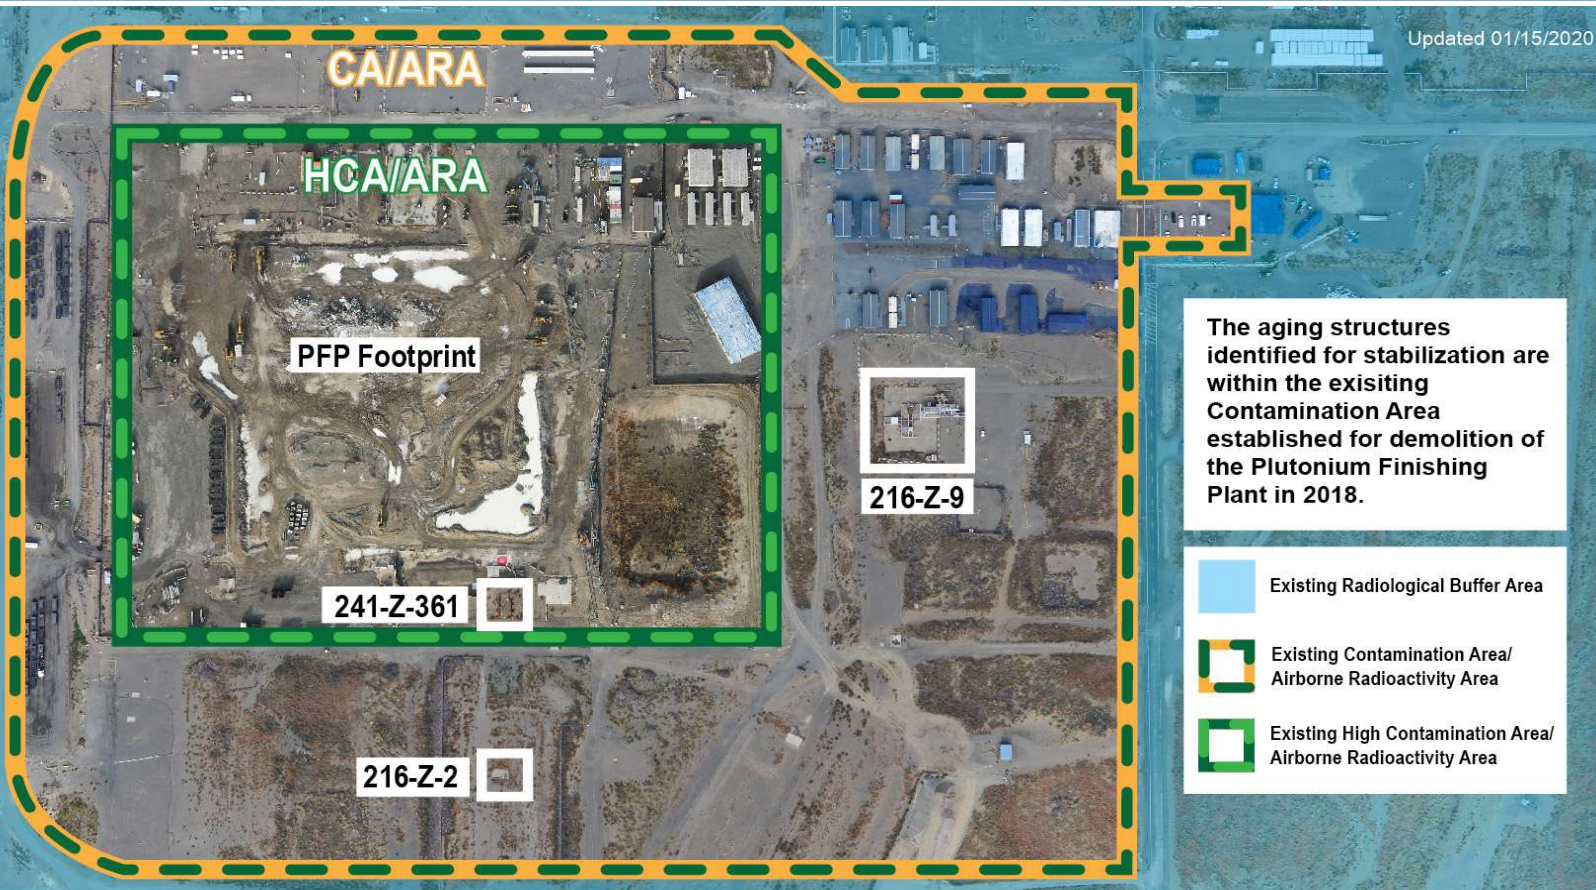 Updated 01/15/2020
CA/ARA
HCA/ARA
PFP Footprint
216-Z-9
241-Z-361
216-Z-2
The aging structures
identified for stabilization are
within the exisiting
Contamination Area
established for demolition of
the Plutonium Finishing
Plant in 2018.
Existing Radiological Buffer Area
Existing Contamination Area/
Airborne Radioactivity Area
Existing High Contamination Area/
Airborne Radioactivity Area